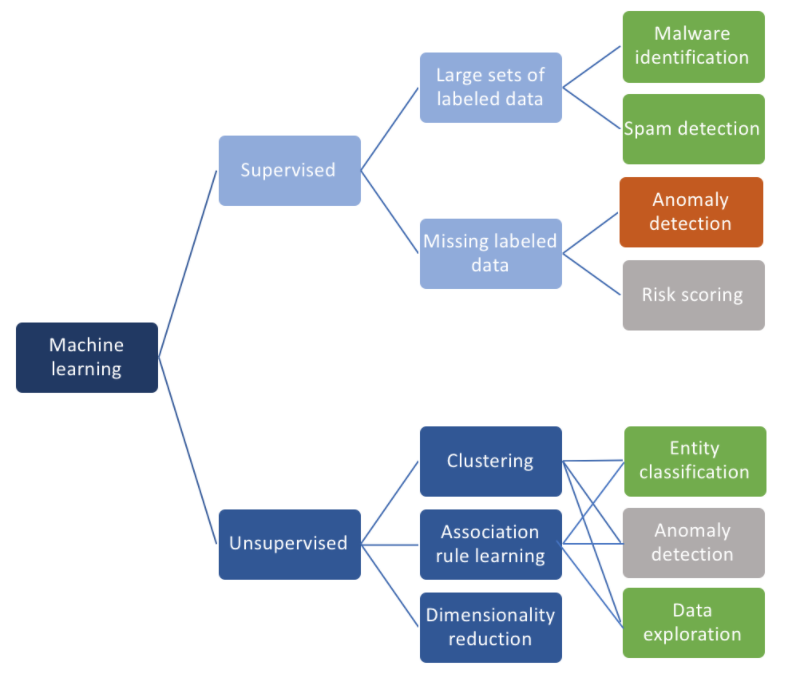 Machine
learning
Supervised
Large sets of
labeled data
Malware
identification
Spam detection
Missing labeled
data
Anomaly
detection
Risk scoring
Unsupervised
Clustering
Entity
classification
Association
rule learning
Anomaly
detection
Dimensionality
reduction
Data
exploration